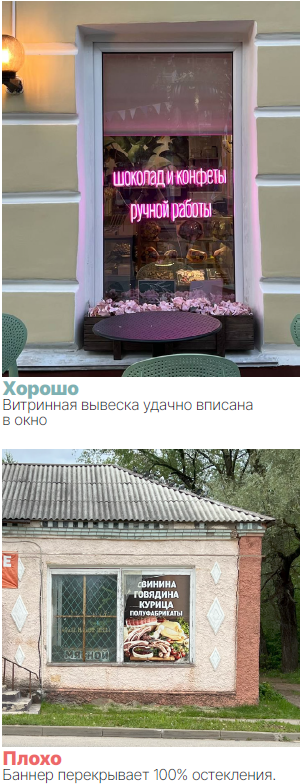 шоколад и конфеты
ручной работы
Хорошо
Витринная вывеска удачно вписана
в окно
Е
СВИНИНА
ГОВЯДИНА
КУРИЦА
ПОЛУФАБРИКАТЫ
МЯСНОЙ
Плохо
Баннер перекрывает 100% остекления.